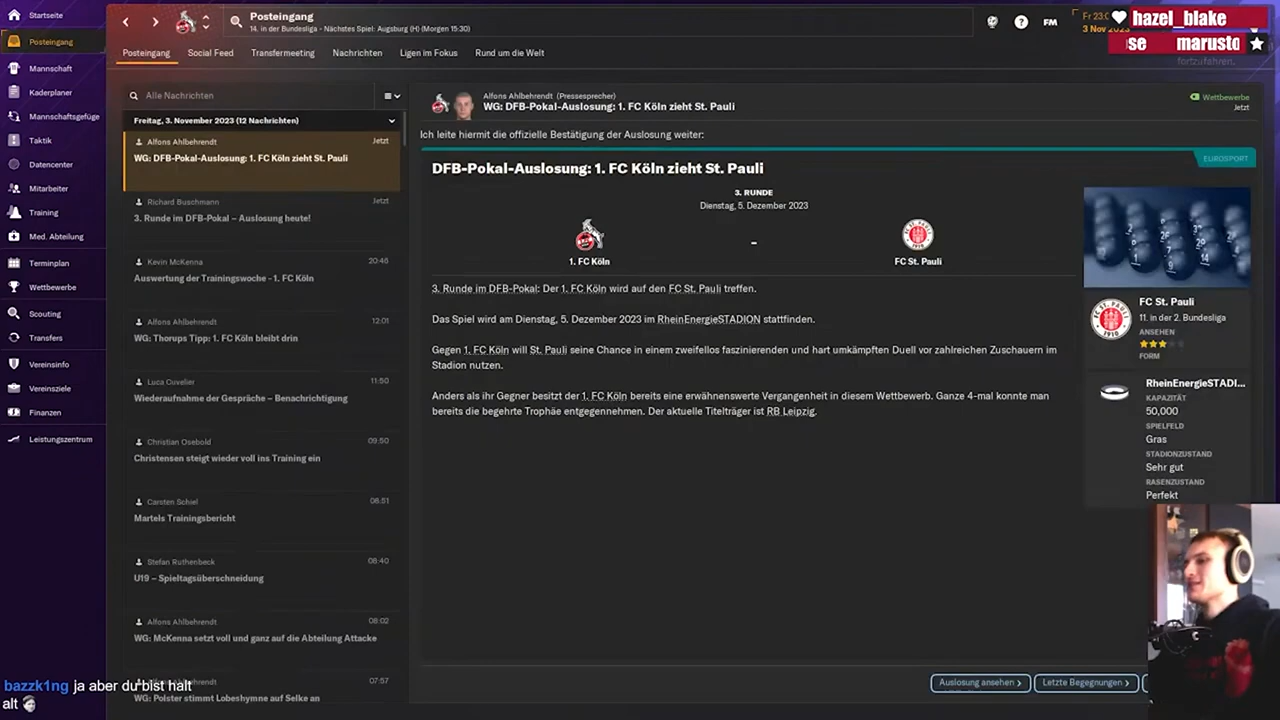 Startseite
Posteingang
Mannschaft
Kaderplaner
Mannschaftsgefüge
Taktik
Datencenter
Mitarbeiter
Training
Med. Abteilung
Terminplan
Wettbewerbe
Scouting
Transfers
Vereinsinfo
Vereinsziele
Finanzen
Leistungszentrum
Posteingang
14. in der Bundesliga - Nächstes Spiel: Augsburg (H) (Morgen 15:30)
FM
Fr 23:0
3 Nov 2023
fortzufahren.
hazel_blake
se marusto
Posteingang Social Feed Transfermeeting Nachrichten Ligen im Fokus Rund um die Welt
Alle Nachrichten
Freitag, 3. November 2023 (12 Nachrichten)
Alfons Ahlbehrendt Jetzt
WG: DFB-Pokal-Auslosung: 1. FC Köln zieht St. Pauli
Richard Buschmann Jetzt
3. Runde im DFB-Pokal – Auslosung heute!
Kevin McKenna 20:46
Auswertung der Trainingswoche - 1. FC Köln
Alfons Ahlbehrendt 12:01
WG: Thorups Tipp: 1. FC Köln bleibt drin
Luca Cuvelier 11:50
Wiederaufnahme der Gespräche – Benachrichtigung
Christian Osebold 09:50
Christensen steigt wieder voll ins Training ein
Carsten Schiel 08:51
Martels Trainingsbericht
Stefan Ruthenbeck 08:40
U19 – Spieltagsüberschneidung
Alfons Ahlbehrendt 08:02
WG: McKenna setzt voll und ganz auf die Abteilung Attacke
Alfons Ahlbehrendt 07:57
WG: Polster stimmt Lobeshymne auf Selke an
Alfons Ahlbehrendt (Pressesprecher)
WG: DFB-Pokal-Auslosung: 1. FC Köln zieht St. Pauli
Wettbewerbe
Jetzt
Ich leite hiermit die offizielle Bestätigung der Auslosung weiter:
EUROSPORT
DFB-Pokal-Auslosung: 1. FC Köln zieht St. Pauli
3. RUNDE
Dienstag, 5. Dezember 2023
-
1. FC Köln FC St. Pauli
3. Runde im DFB-Pokal: Der 1. FC Köln wird auf den FC St. Pauli treffen.
Das Spiel wird am Dienstag, 5. Dezember 2023 im RheinEnergieSTADION stattfinden.
Gegen 1. FC Köln will St. Pauli seine Chance in einem zweifellos faszinierenden und hart umkämpften Duell vor zahlreichen Zuschauern im
Stadion nutzen.
Anders als ihr Gegner besitzt der 1. FC Köln bereits eine erwähnenswerte Vergangenheit in diesem Wettbewerb. Ganze 4-mal konnte man
bereits die begehrte Trophäe entgegennehmen. Der aktuelle Titelträger ist RB Leipzig.
FC St. Pauli
11. in der 2. Bundesliga
ANSEHEN
FORM
RheinEnergieSTADI...
KAPAZITÄT
50,000
SPIELFELD
Gras
STADIONZUSTAND
Sehr gut
RASENZUSTAND
Perfekt
Auslosung ansehen > Letzte Begegnungen >
bazzk1ng ja aber du bist halt
alt